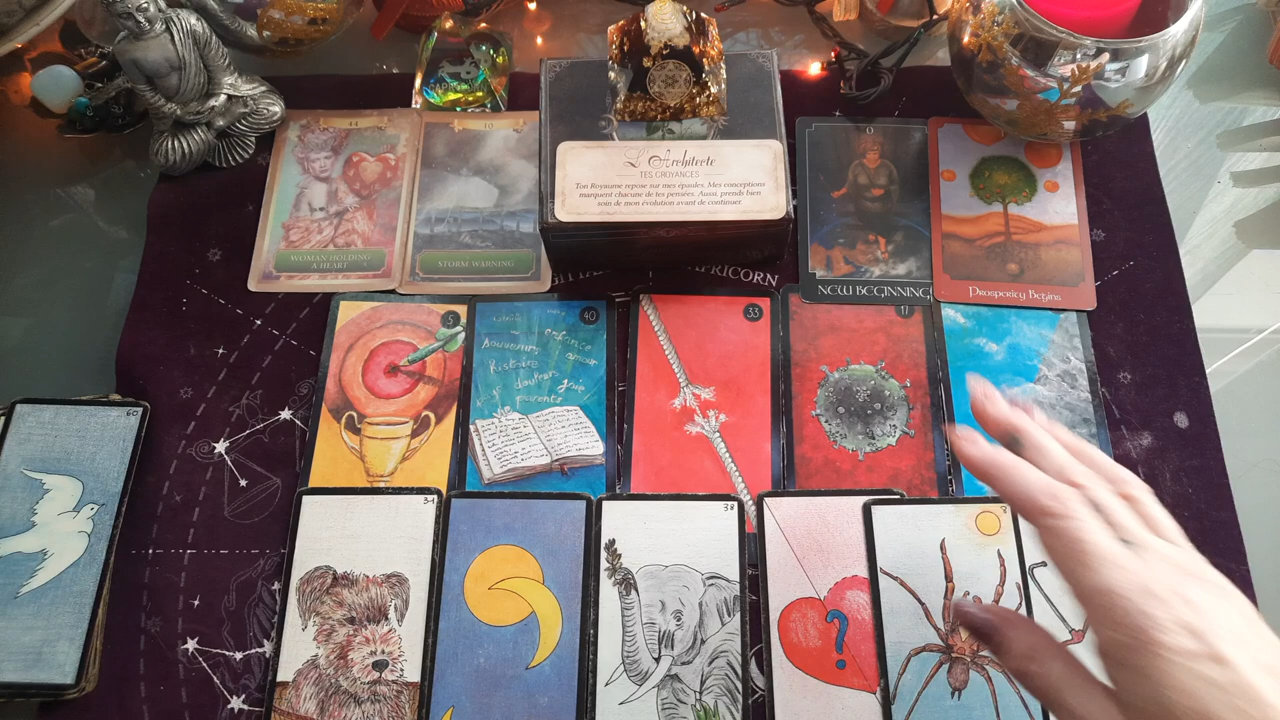 44
WOMAN HOLDING
A HEART
10
STORM WARNING
L'Architecte
TES CROYANCES
Ton Royaume repose sur mes épaules. Mes conceptions
marquent chacune de tes pensées. Aussi, prends bien
soin de mon évolution avant de continuer.
0
NEW BEGINNING
Prosperity Begins
CAPRICORN
5
40
enfance
Souvenirs
amour
histoire
douleurs
joie
parents
33
17
60
31
38
?
8